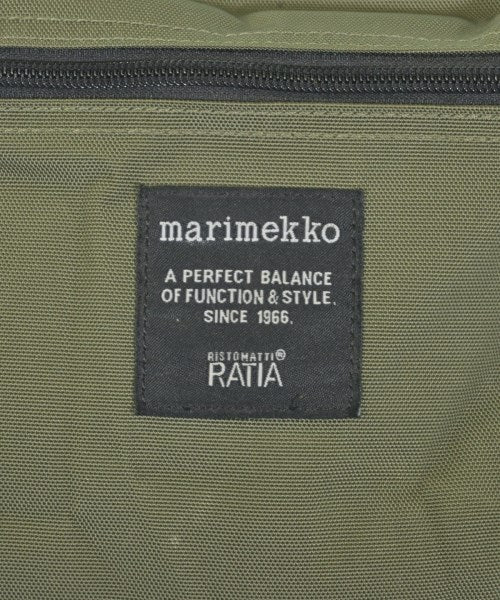 marimekko
A PERFECT BALANCE
OF FUNCTION & STYLE.
SINCE 1966.
RISTOMATTI®
RATIA